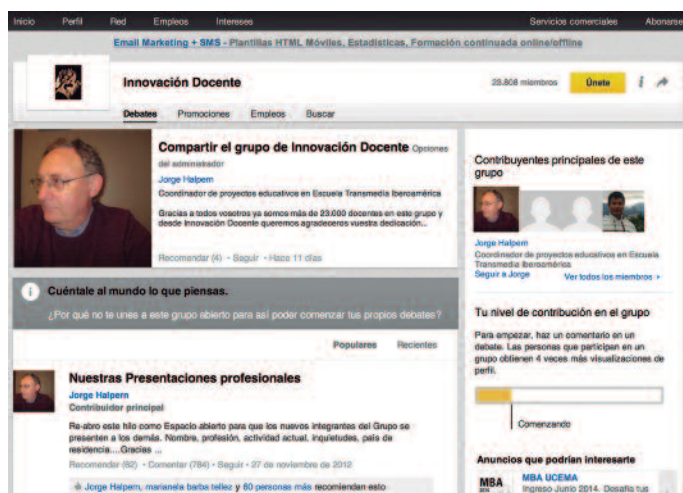 Inicio Perfil Red Empleos Intereses Servicios comerciales Abonarse
Email Marketing + SMS - Plantillas HTML Móviles, Estadísticas, Formación continuada online/offline
Innovación Docente
23.808 miembros Únete
Debates Promociones Empleos Buscar
Compartir el grupo de Innovación Docente Opciones
del administrador
Jorge Halpern
Coordinador de proyectos educativos en Escuela Transmedia Iberoamérica
Gracias a todos vosotros ya somos más de 23.000 docentes en este grupo y
desde Innovación Docente queremos agradeceros vuestra dedicación...
Recomendar (4) • Seguir • Hace 11 días
Cuéntale al mundo lo que piensas.
¿Por qué no te unes a este grupo abierto para así poder comenzar tus propios debates?
Populares Recientes
Nuestras Presentaciones profesionales
Jorge Halpern
Contribuidor principal
Re-abro este hilo como Espacio abierto para que los nuevos integrantes del Grupo se
presenten a los demás. Nombre, profesión, actividad actual, inquietudes, país de
residencia....Gracias ...
Recomendar (82) • Comentar (784) • Seguir • 27 de noviembre de 2012
Jorge Halpern, marianela barba tellez y 80 personas más recomiendan esto
Contribuyentes principales de este
grupo
Jorge Halpern
Coordinador de proyectos educativos en Escuela
Transmedia Iberoamérica
Seguir a Jorge Ver todos los miembros
Tu nivel de contribución en el grupo
Para empezar, haz un comentario en un
debate. Las personas que participan en un
grupo obtienen 4 veces más visualizaciones de
perfil.
Comenzando
Anuncios que podrían interesarte
MBA
MBA UCEMA
Ingreso Junio 2014. Desafía tus